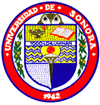 UNIVERSIDAD · DE · SONORA
1942